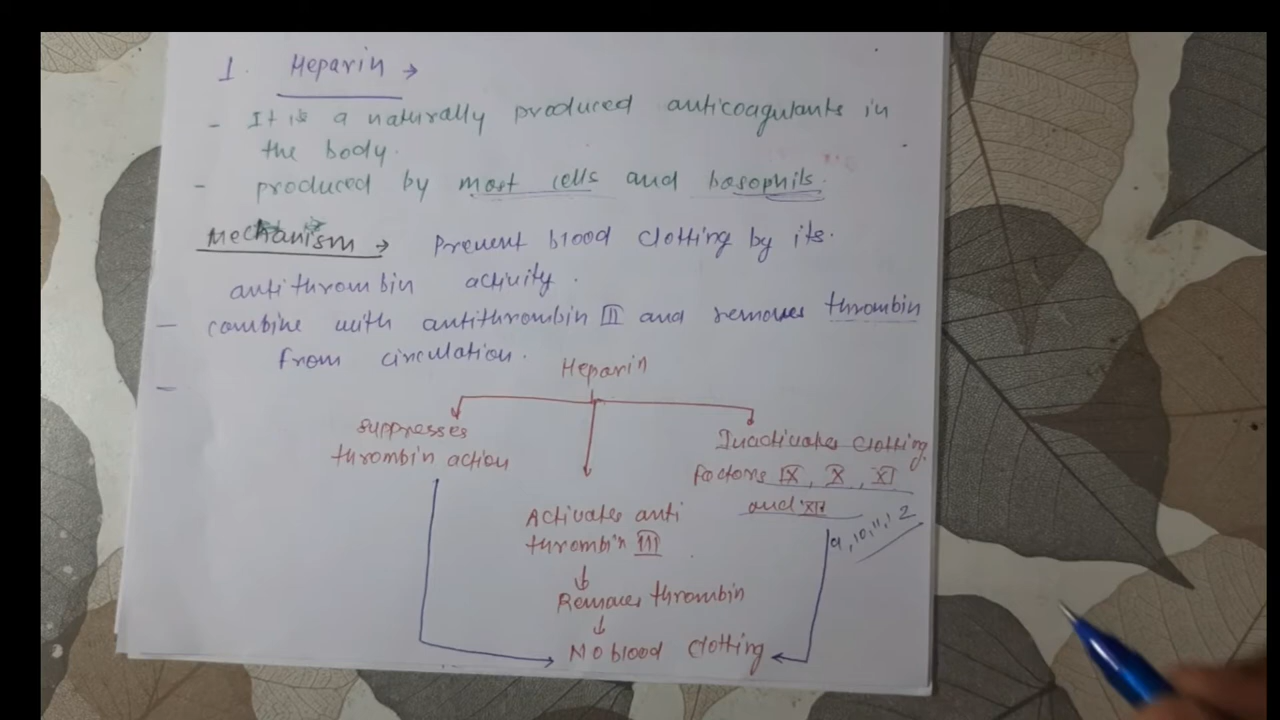 1. Heparin →
- It is a naturally produced anticoagulants in
the body.
- produced by mast cells and basophils.
Mechanism → Prevent blood clotting by its.
antithrombin activity.
- combine with antithrombin III and removes thrombin
from circulation.
-
Heparin
suppresses
thrombin action
Inactivates clotting
factors IX, X, XI
and XII
9, 10, 11, 12
Activates anti
thrombin III
↓
Removes thrombin
↓
No blood clotting